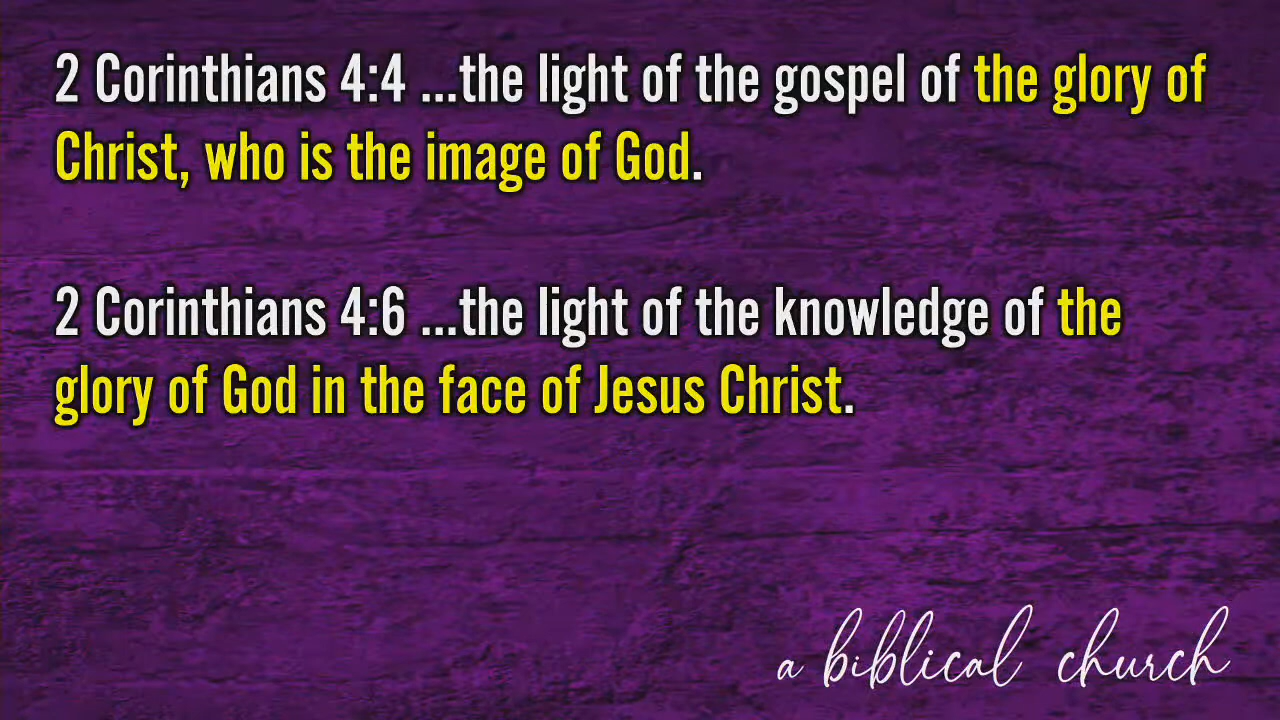 2 Corinthians 4:4 ...the light of the gospel of the glory of
Christ, who is the image of God.
2 Corinthians 4:6 ...the light of the knowledge of the
glory of God in the face of Jesus Christ.
a biblical church